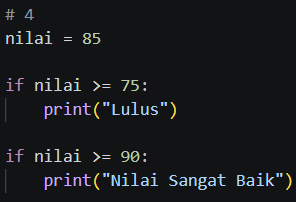 # 4
nilai = 85
if nilai >= 75:
    print("Lulus")
if nilai >= 90:
    print("Nilai Sangat Baik")